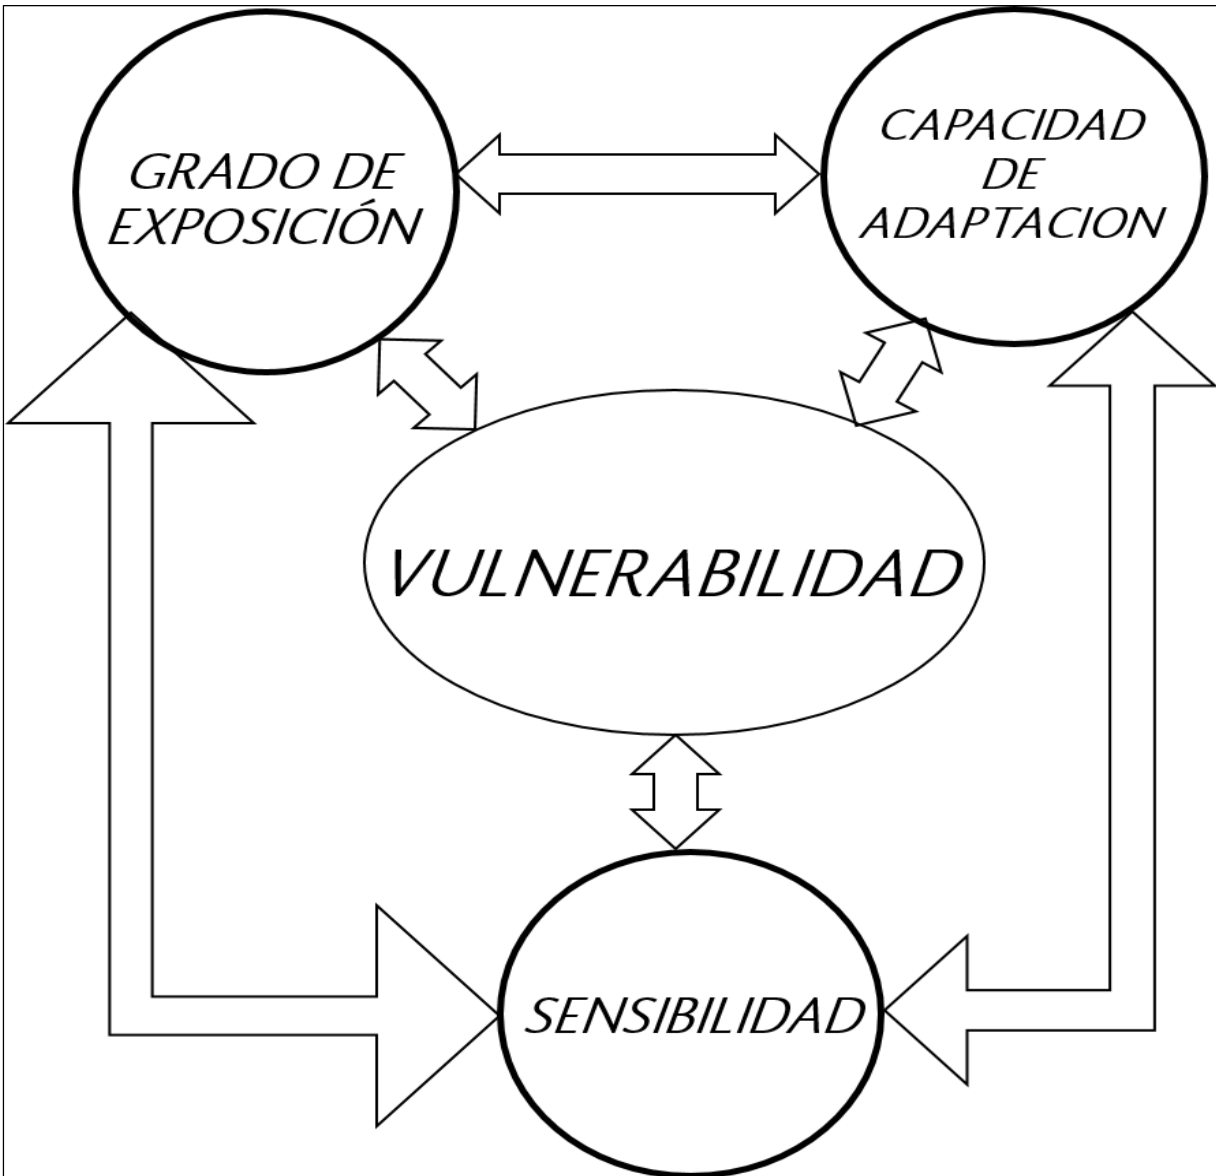 GRADO DE
EXPOSICIÓN
CAPACIDAD
DE
ADAPTACION
VULNERABILIDAD
SENSIBILIDAD